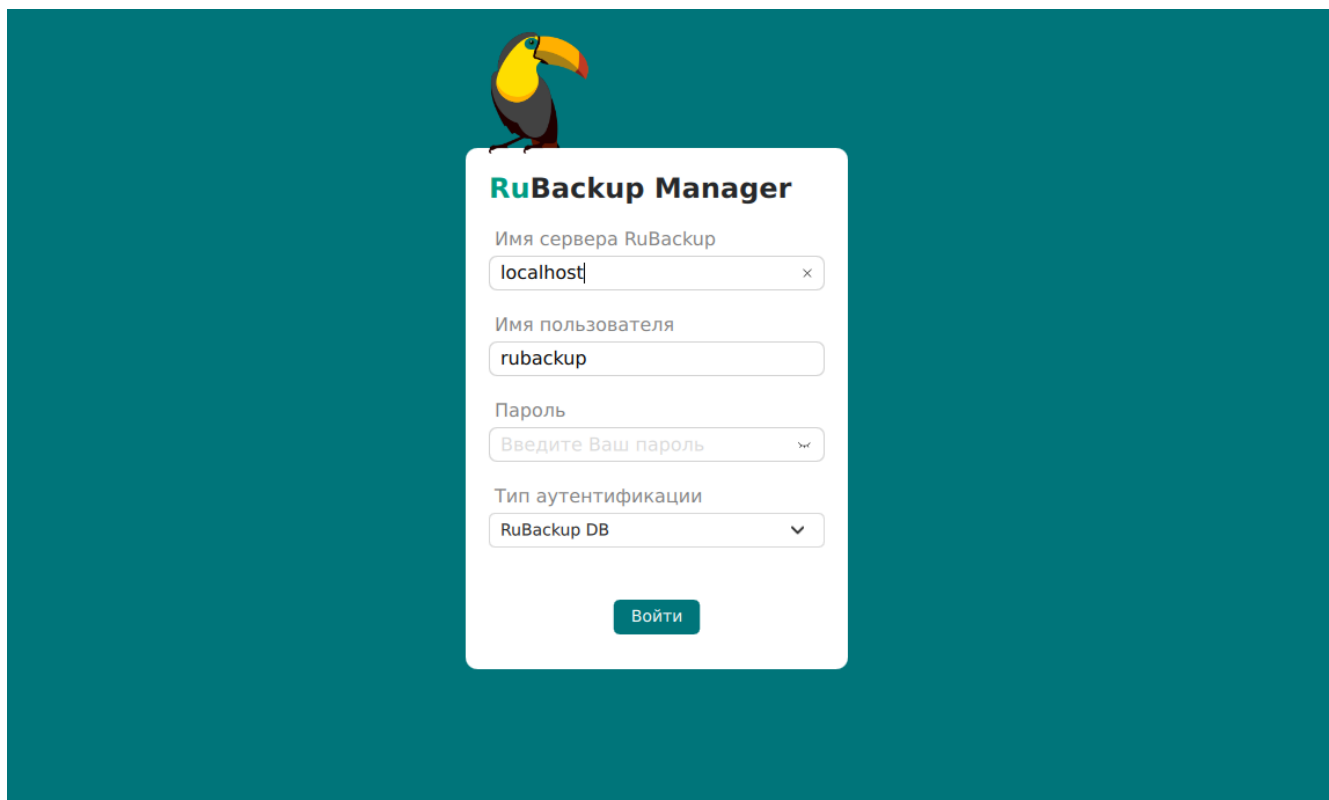 RuBackup Manager
Имя сервера RuBackup
localhost
Имя пользователя
rubackup
Пароль
Введите Ваш пароль
Тип аутентификации
RuBackup DB
Войти